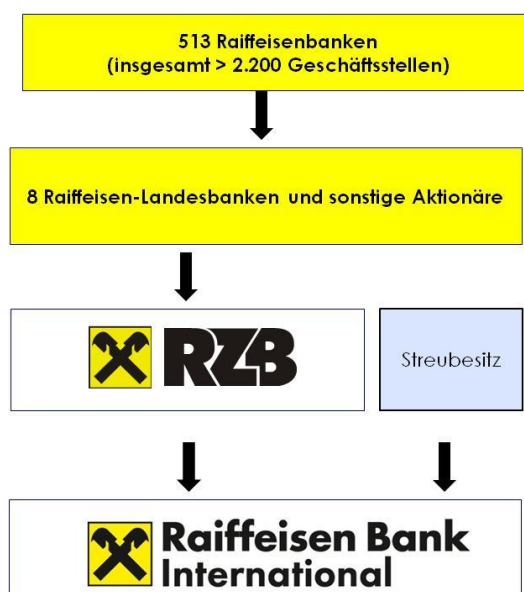 513 Raiffeisenbanken
(insgesamt > 2.200 Geschäftsstellen)
8 Raiffeisen-Landesbanken und sonstige Aktionäre
RZB
Streubesitz
Raiffeisen Bank
International